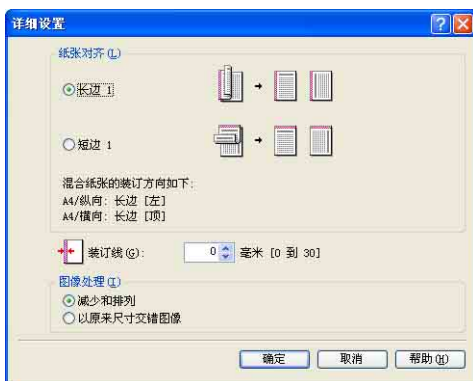 详细设置
纸张对齐(L)
长边 1
短边 1
混合纸张的装订方向如下:
A4/纵向: 长边 [左]
A4/横向: 长边 [顶]
装订线(G): 0 毫米 [0 到 30]
图像处理(I)
减少和排列
以原来尺寸交错图像
确定 取消 帮助(H)